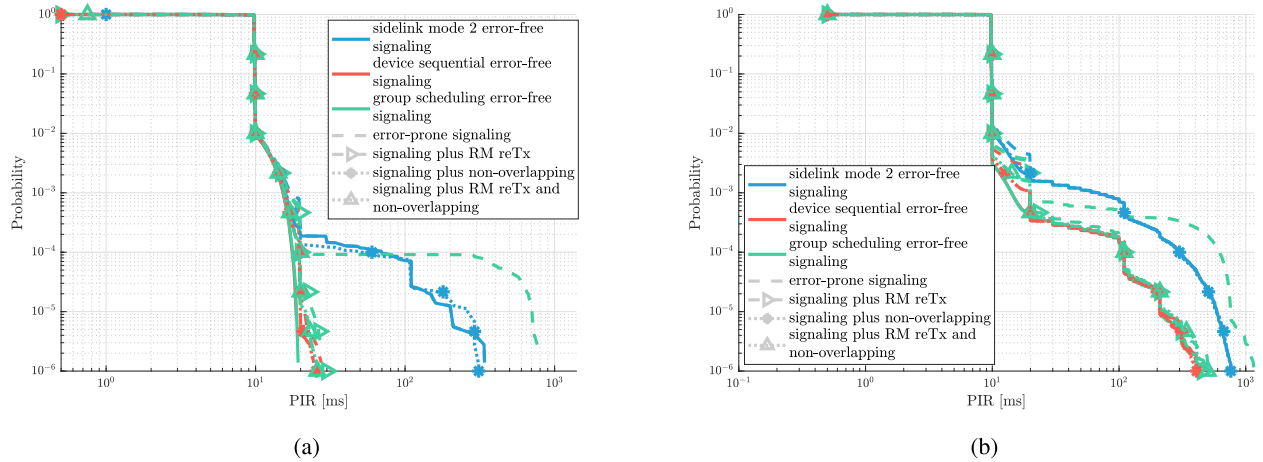 10⁰
10⁻¹
10⁻²
10⁻³
10⁻⁴
10⁻⁵
10⁻⁶
Probability
10⁰
10¹
10²
10³
PIR [ms]
sidelink mode 2 error-free
signaling
device sequential error-free
signaling
group scheduling error-free
signaling
error-prone signaling
signaling plus RM reTx
signaling plus non-overlapping
signaling plus RM reTx and
non-overlapping
(a)
10⁰
10⁻¹
10⁻²
10⁻³
10⁻⁴
10⁻⁵
10⁻⁶
Probability
10⁻¹
10⁰
10¹
10²
10³
PIR [ms]
sidelink mode 2 error-free
signaling
device sequential error-free
signaling
group scheduling error-free
signaling
error-prone signaling
signaling plus RM reTx
signaling plus non-overlapping
signaling plus RM reTx and
non-overlapping
(b)